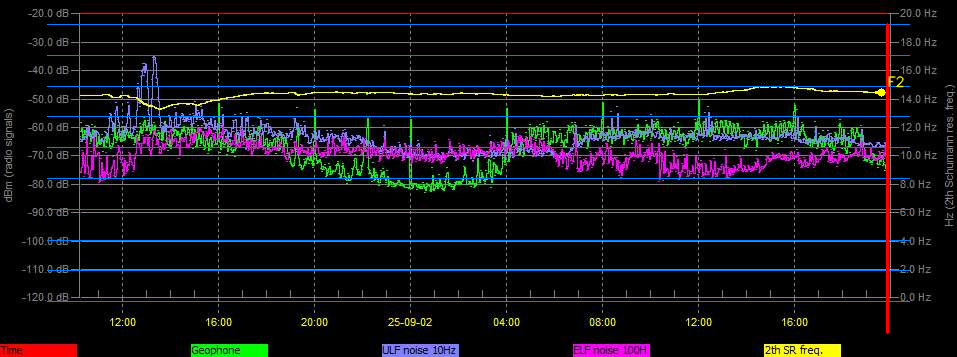 -20.0 dB 20.0 Hz
-30.0 dB 18.0 Hz
-40.0 dB 16.0 Hz
F2
-50.0 dB 14.0 Hz
-60.0 dB 12.0 Hz
-70.0 dB 10.0 Hz
-80.0 dB 8.0 Hz
-90.0 dB 6.0 Hz
-100.0 dB 4.0 Hz
-110.0 dB 2.0 Hz
-120.0 dB 0.0 Hz
dBm (radio signals)
Hz (2th Schumann res. freq.)
12:00 16:00 20:00 25-09-02 04:00 08:00 12:00 16:00
Time Geophone ULF noise 10Hz ELF noise 100H 2th SR freq.